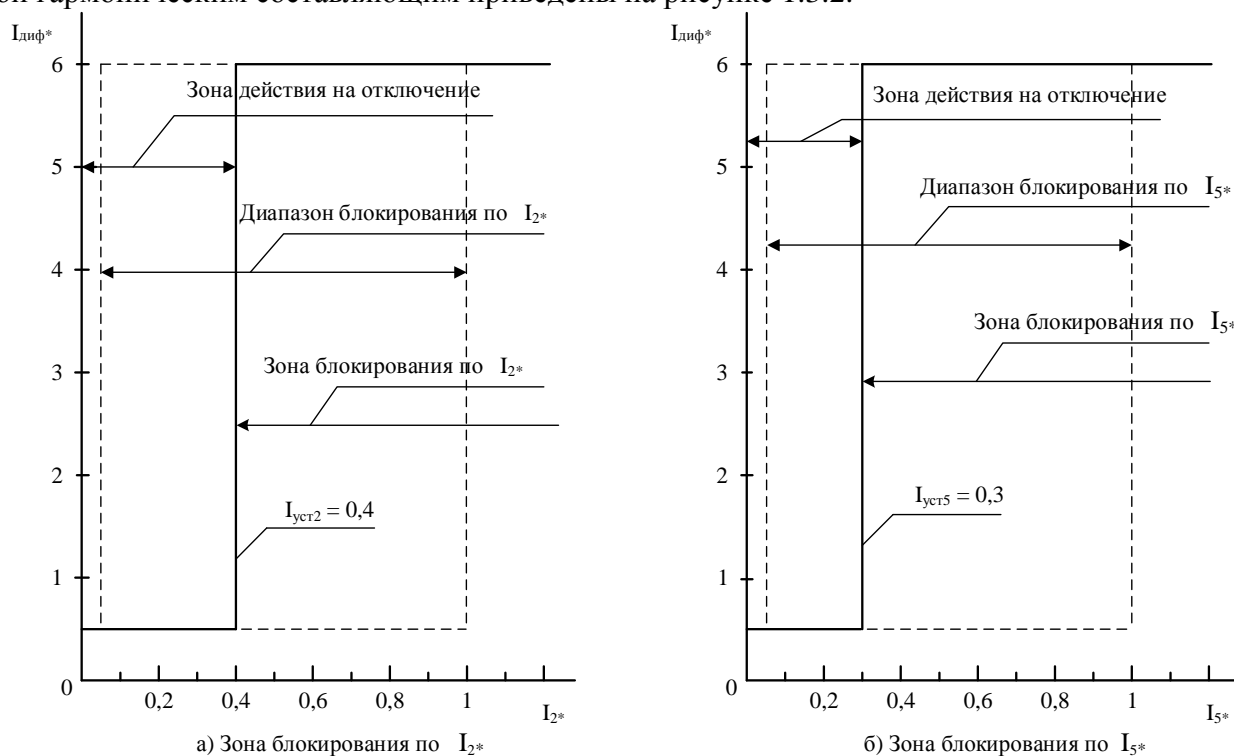 ой гармоническим составляющим приведены на рисунке 1.3.2.
Iдиф*
6
5
4
3
2
1
0
0,2
0,4
0,6
0,8
1
I2*
Зона действия на отключение
Диапазон блокирования по I2*
Зона блокирования по I2*
Iуст2 = 0,4
а) Зона блокирования по I2*
Iдиф*
6
5
4
3
2
1
0
0,2
0,4
0,6
0,8
1
I5*
Зона действия на отключение
Диапазон блокирования по I5*
Зона блокирования по I5*
Iуст5 = 0,3
б) Зона блокирования по I5*